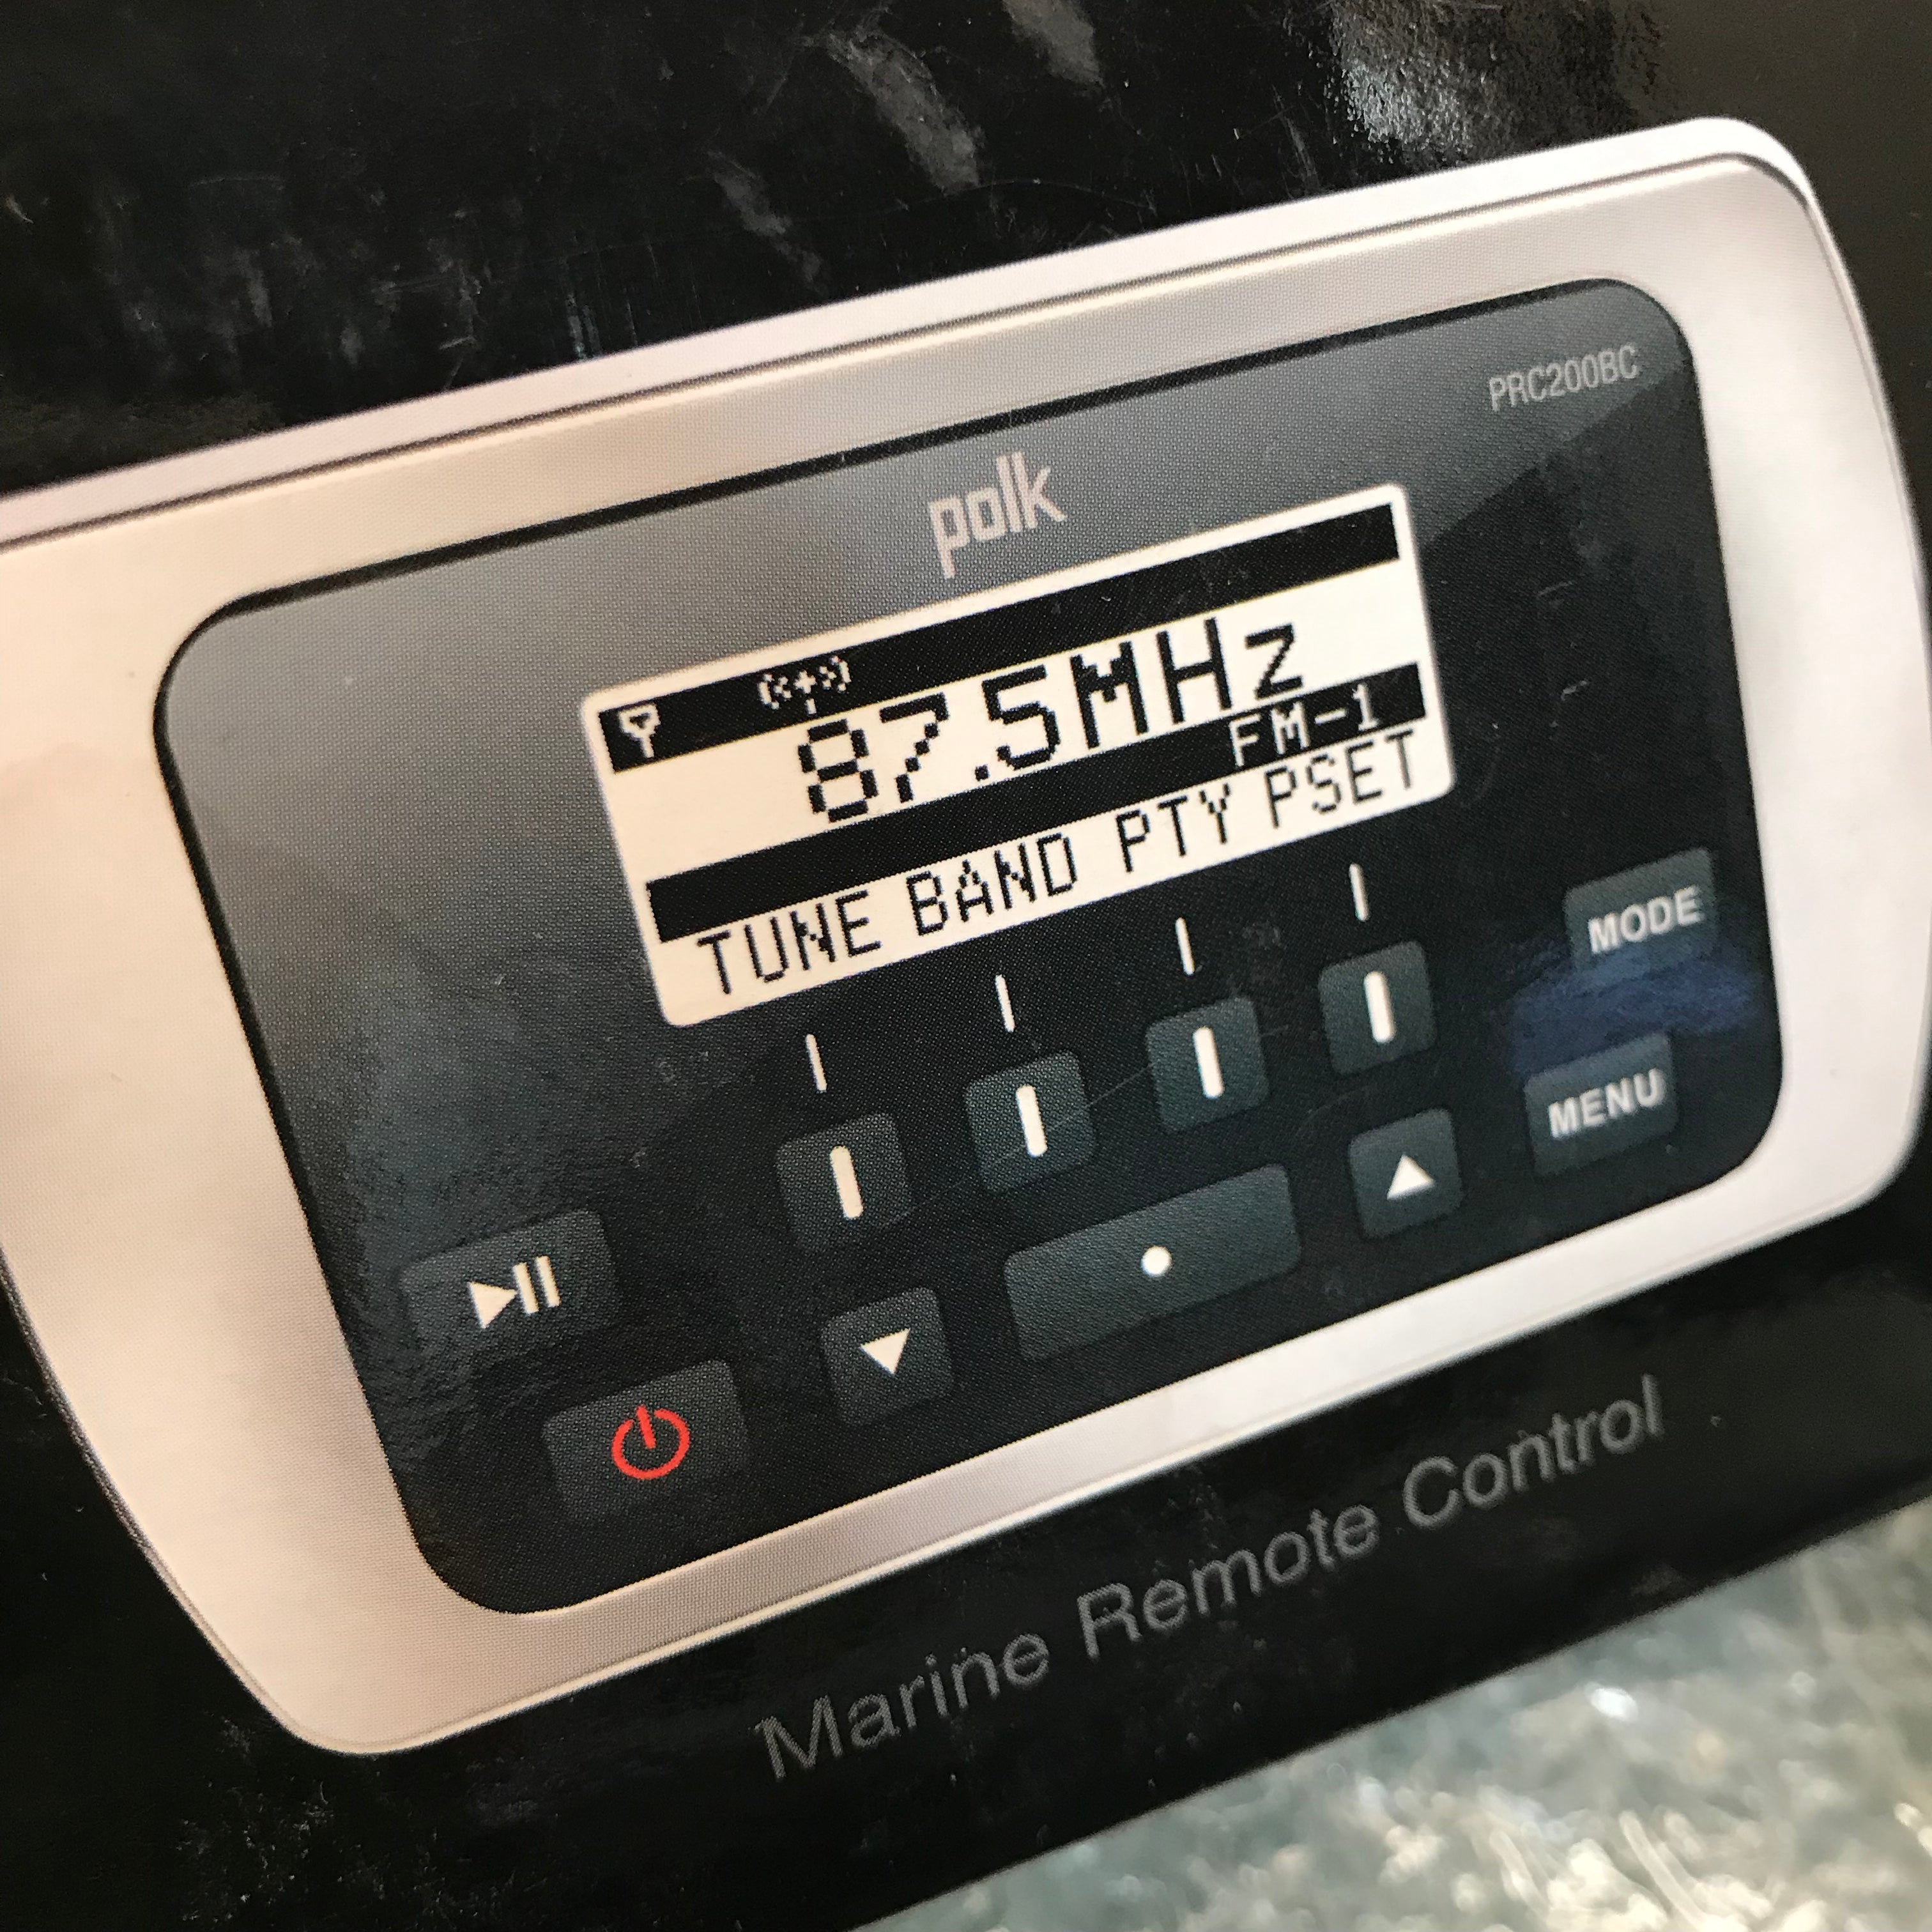 PRC200BC
polk
87.5MHz
FM-1
TUNE BAND PTY PSET
MODE
MENU
Marine Remote Control